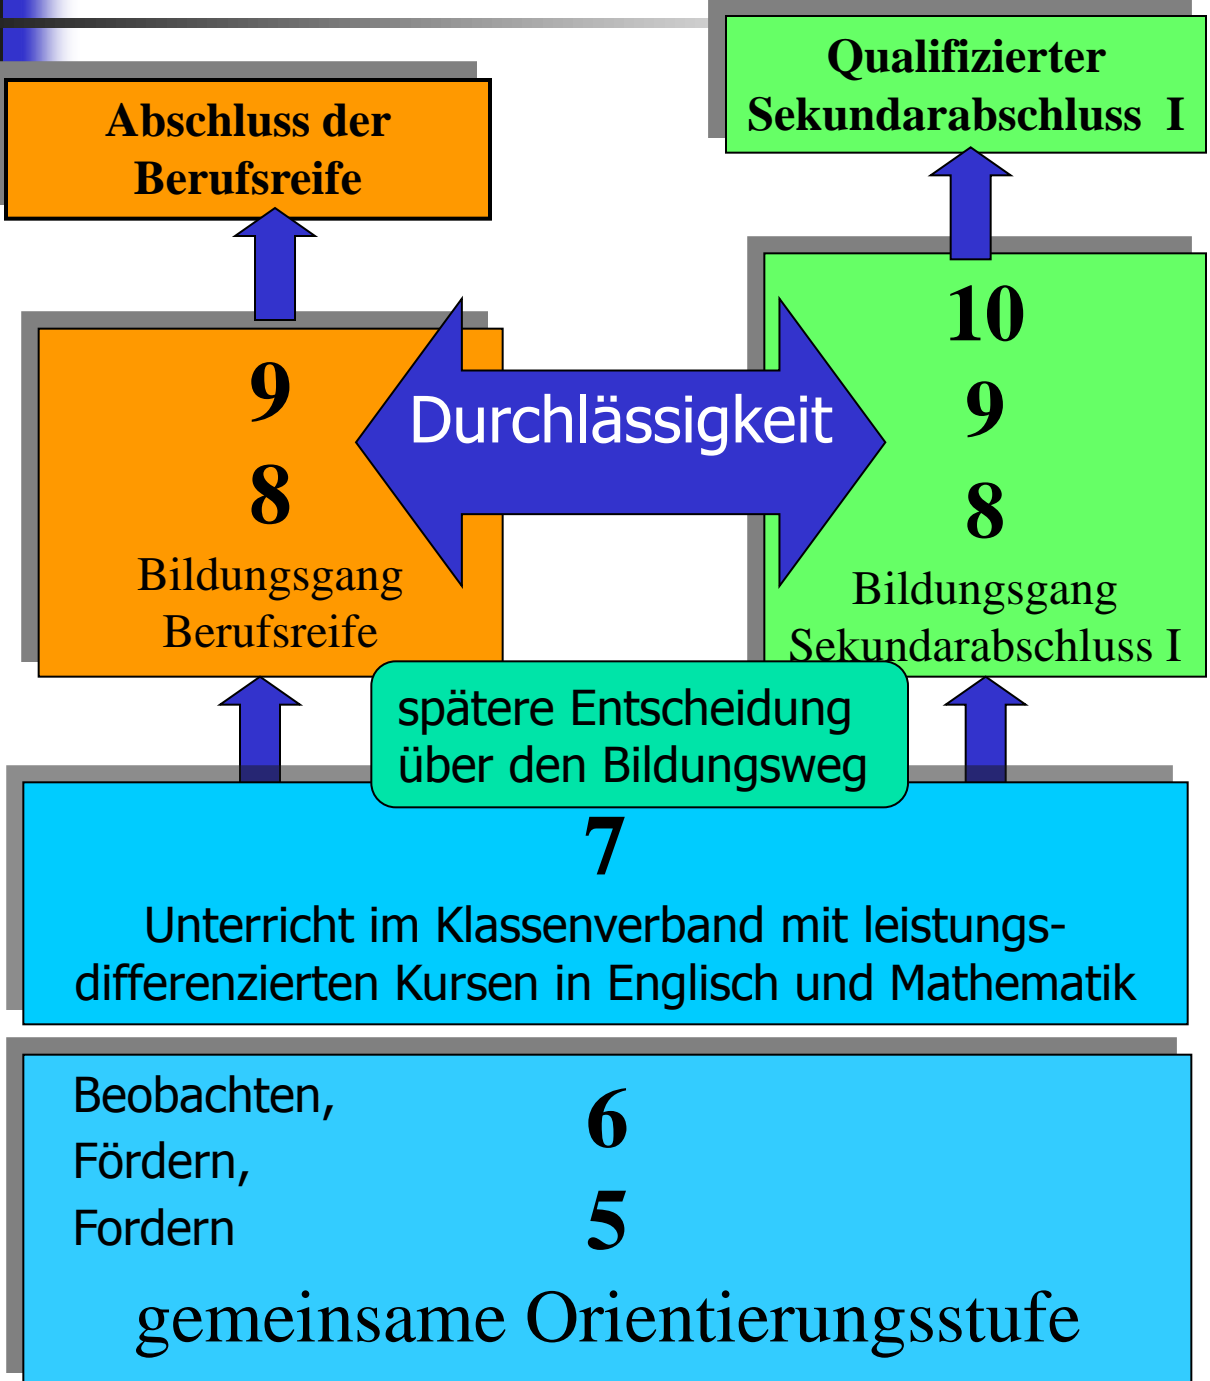 Qualifizierter
Sekundarabschluss I
Abschluss der
Berufsreife
9
8
Bildungsgang
Berufsreife
Durchlässigkeit
10
9
8
Bildungsgang
Sekundarabschluss I
spätere Entscheidung
über den Bildungsweg
7
Unterricht im Klassenverband mit leistungs-
differenzierten Kursen in Englisch und Mathematik
Beobachten,
Fördern,
Fordern
6
5
gemeinsame Orientierungsstufe